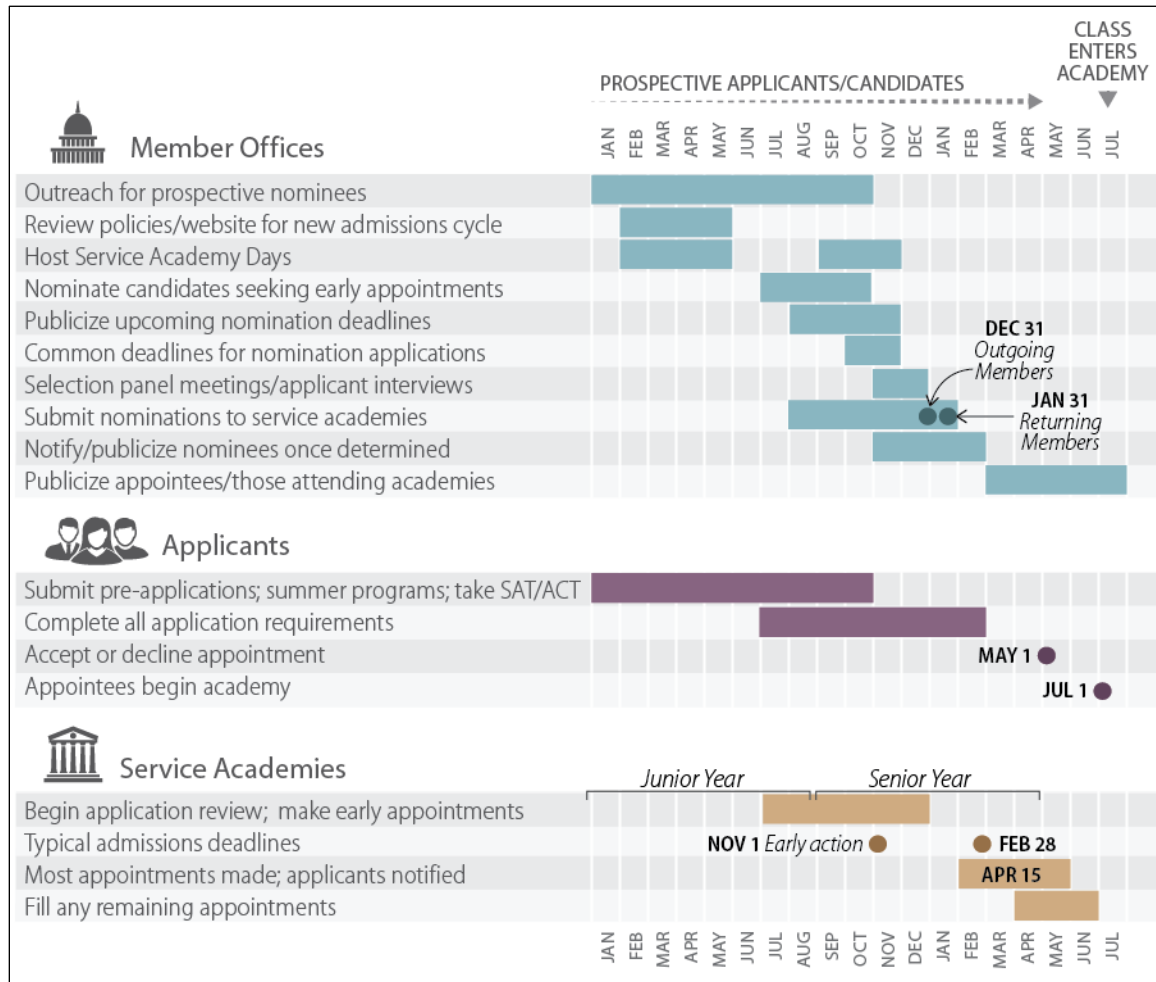 CLASS
ENTERS
ACADEMY
PROSPECTIVE APPLICANTS/CANDIDATES
JAN FEB MAR APR MAY JUN JUL AUG SEP OCT NOV DEC JAN FEB MAR APR MAY JUN JUL
Member Offices
Outreach for prospective nominees
Review policies/website for new admissions cycle
Host Service Academy Days
Nominate candidates seeking early appointments
Publicize upcoming nomination deadlines
Common deadlines for nomination applications
Selection panel meetings/applicant interviews
Submit nominations to service academies
Notify/publicize nominees once determined
Publicize appointees/those attending academies
DEC 31
Outgoing
Members
JAN 31
Returning
Members
Applicants
Submit pre-applications; summer programs; take SAT/ACT
Complete all application requirements
Accept or decline appointment
MAY 1
Appointees begin academy
JUL 1
Service Academies
Junior Year
Senior Year
Begin application review; make early appointments
Typical admissions deadlines
NOV 1 Early action
FEB 28
Most appointments made; applicants notified
APR 15
Fill any remaining appointments
JAN FEB MAR APR MAY JUN JUL AUG SEP OCT NOV DEC JAN FEB MAR APR MAY JUN JUL